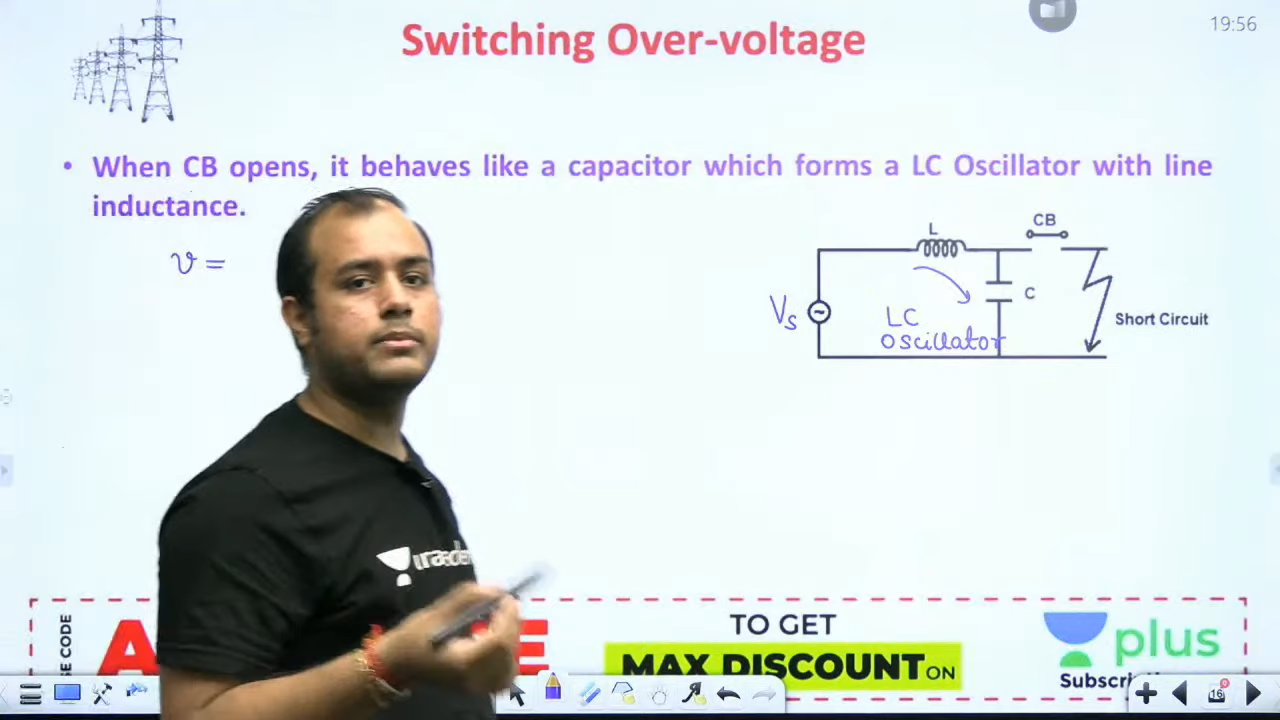 19:56
Switching Over-voltage
• When CB opens, it behaves like a capacitor which forms a LC Oscillator with line
inductance.
v =
CB
L
C
Vs
LC
Oscillator
Short Circuit
TO GET
MAX DISCOUNT ON
plus
16